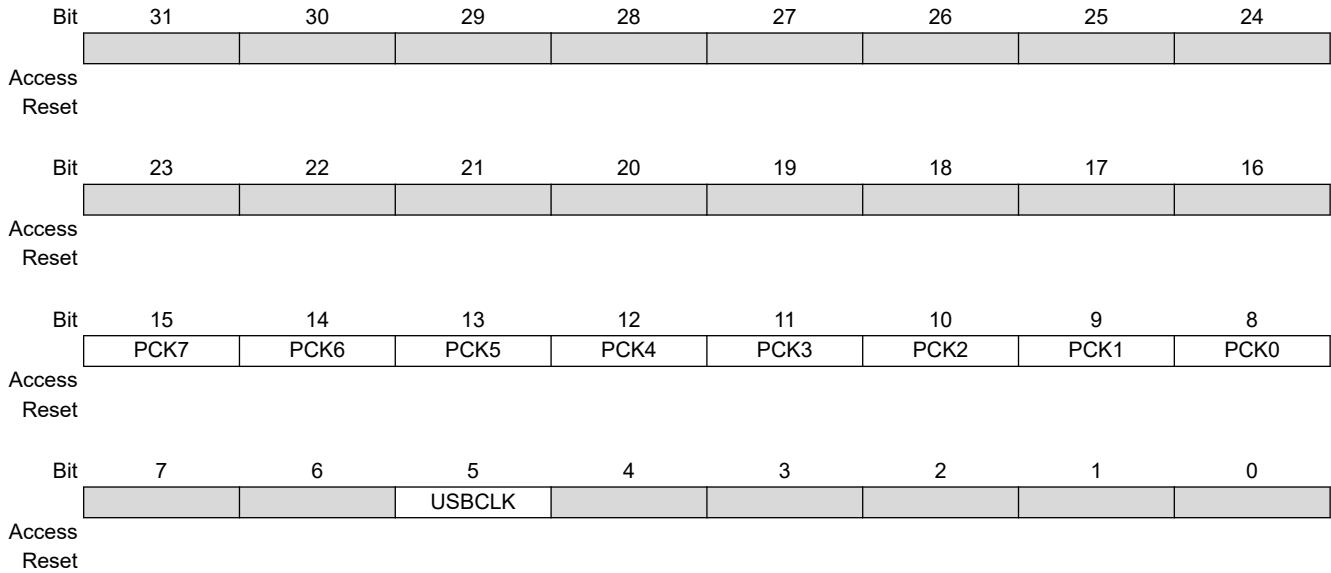 Bit 31 30 29 28 27 26 25 24
Access
Reset
Bit 23 22 21 20 19 18 17 16
Access
Reset
Bit 15 14 13 12 11 10 9 8
PCK7 PCK6 PCK5 PCK4 PCK3 PCK2 PCK1 PCK0
Access
Reset
Bit 7 6 5 4 3 2 1 0
USBCLK
Access
Reset